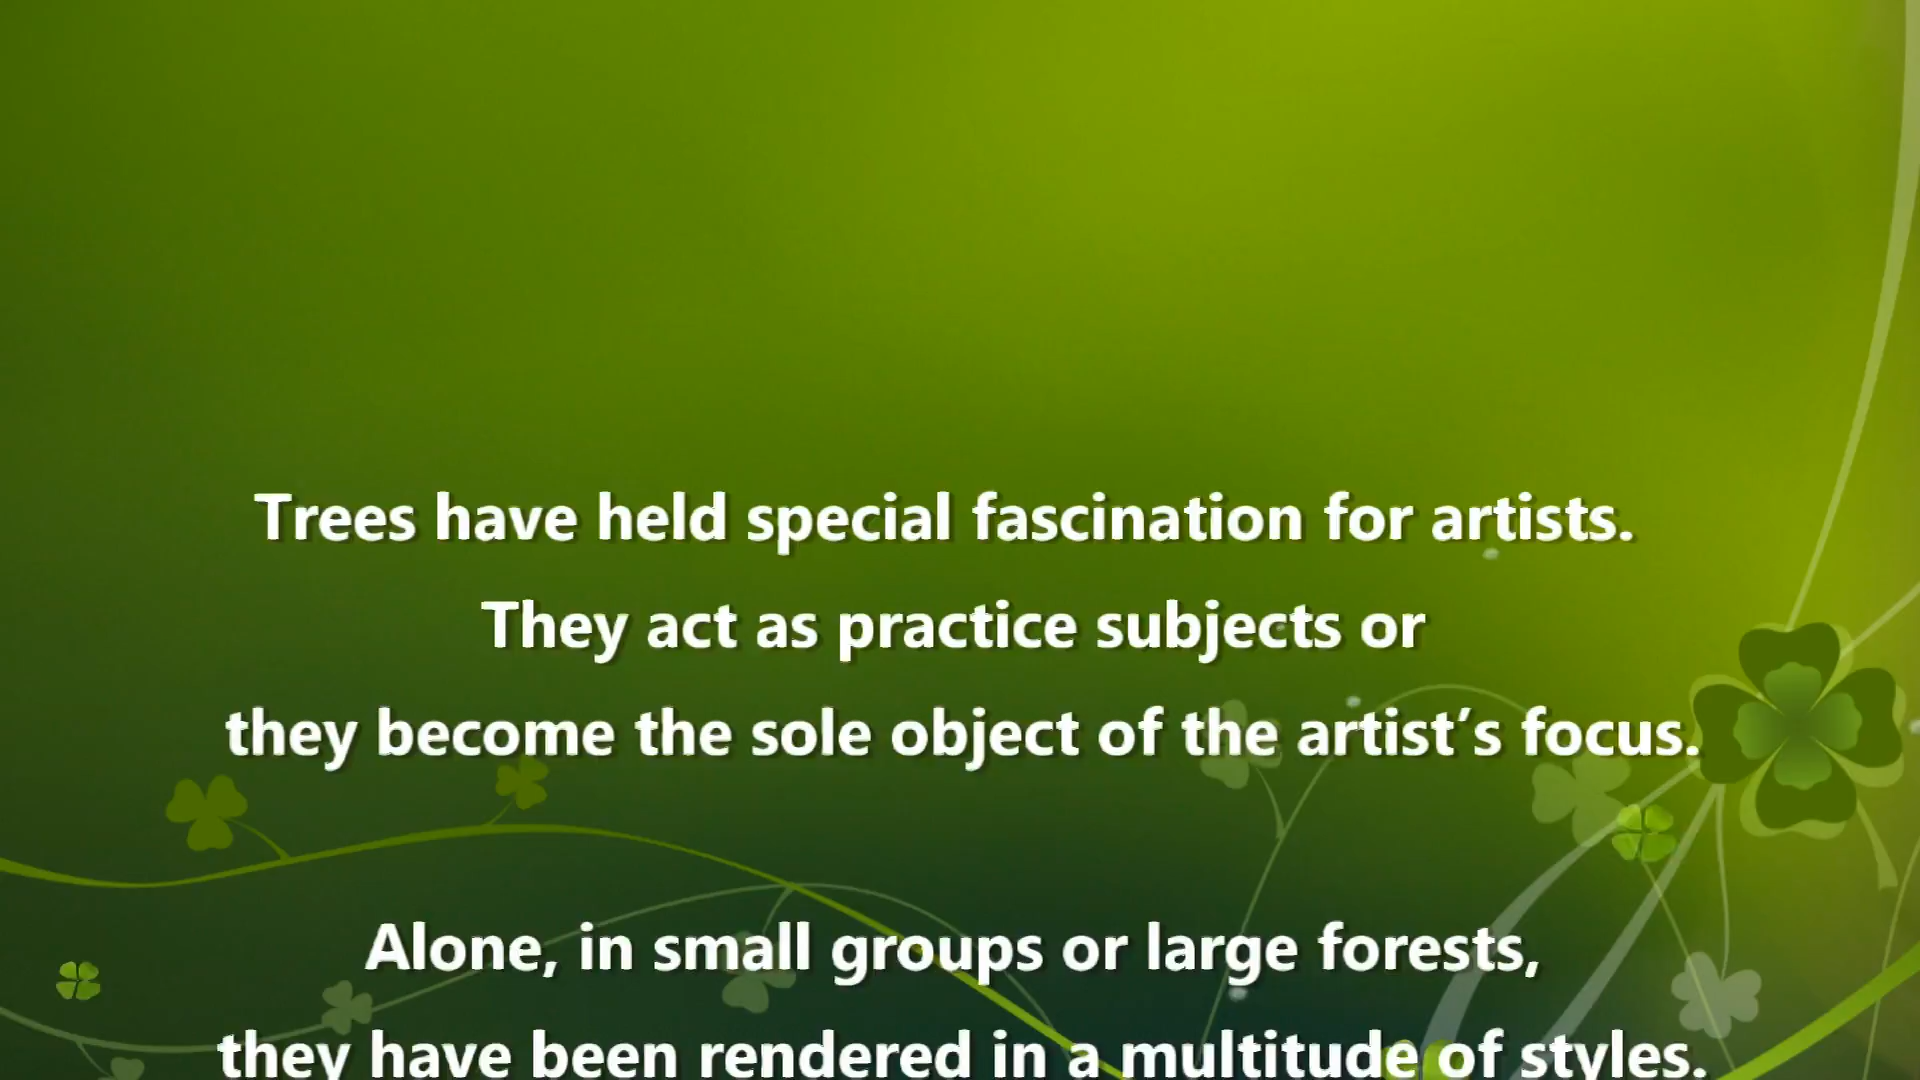 Trees have held special fascination for artists.
They act as practice subjects or
they become the sole object of the artist’s focus.
Alone, in small groups or large forests,
they have been rendered in a multitude of styles.